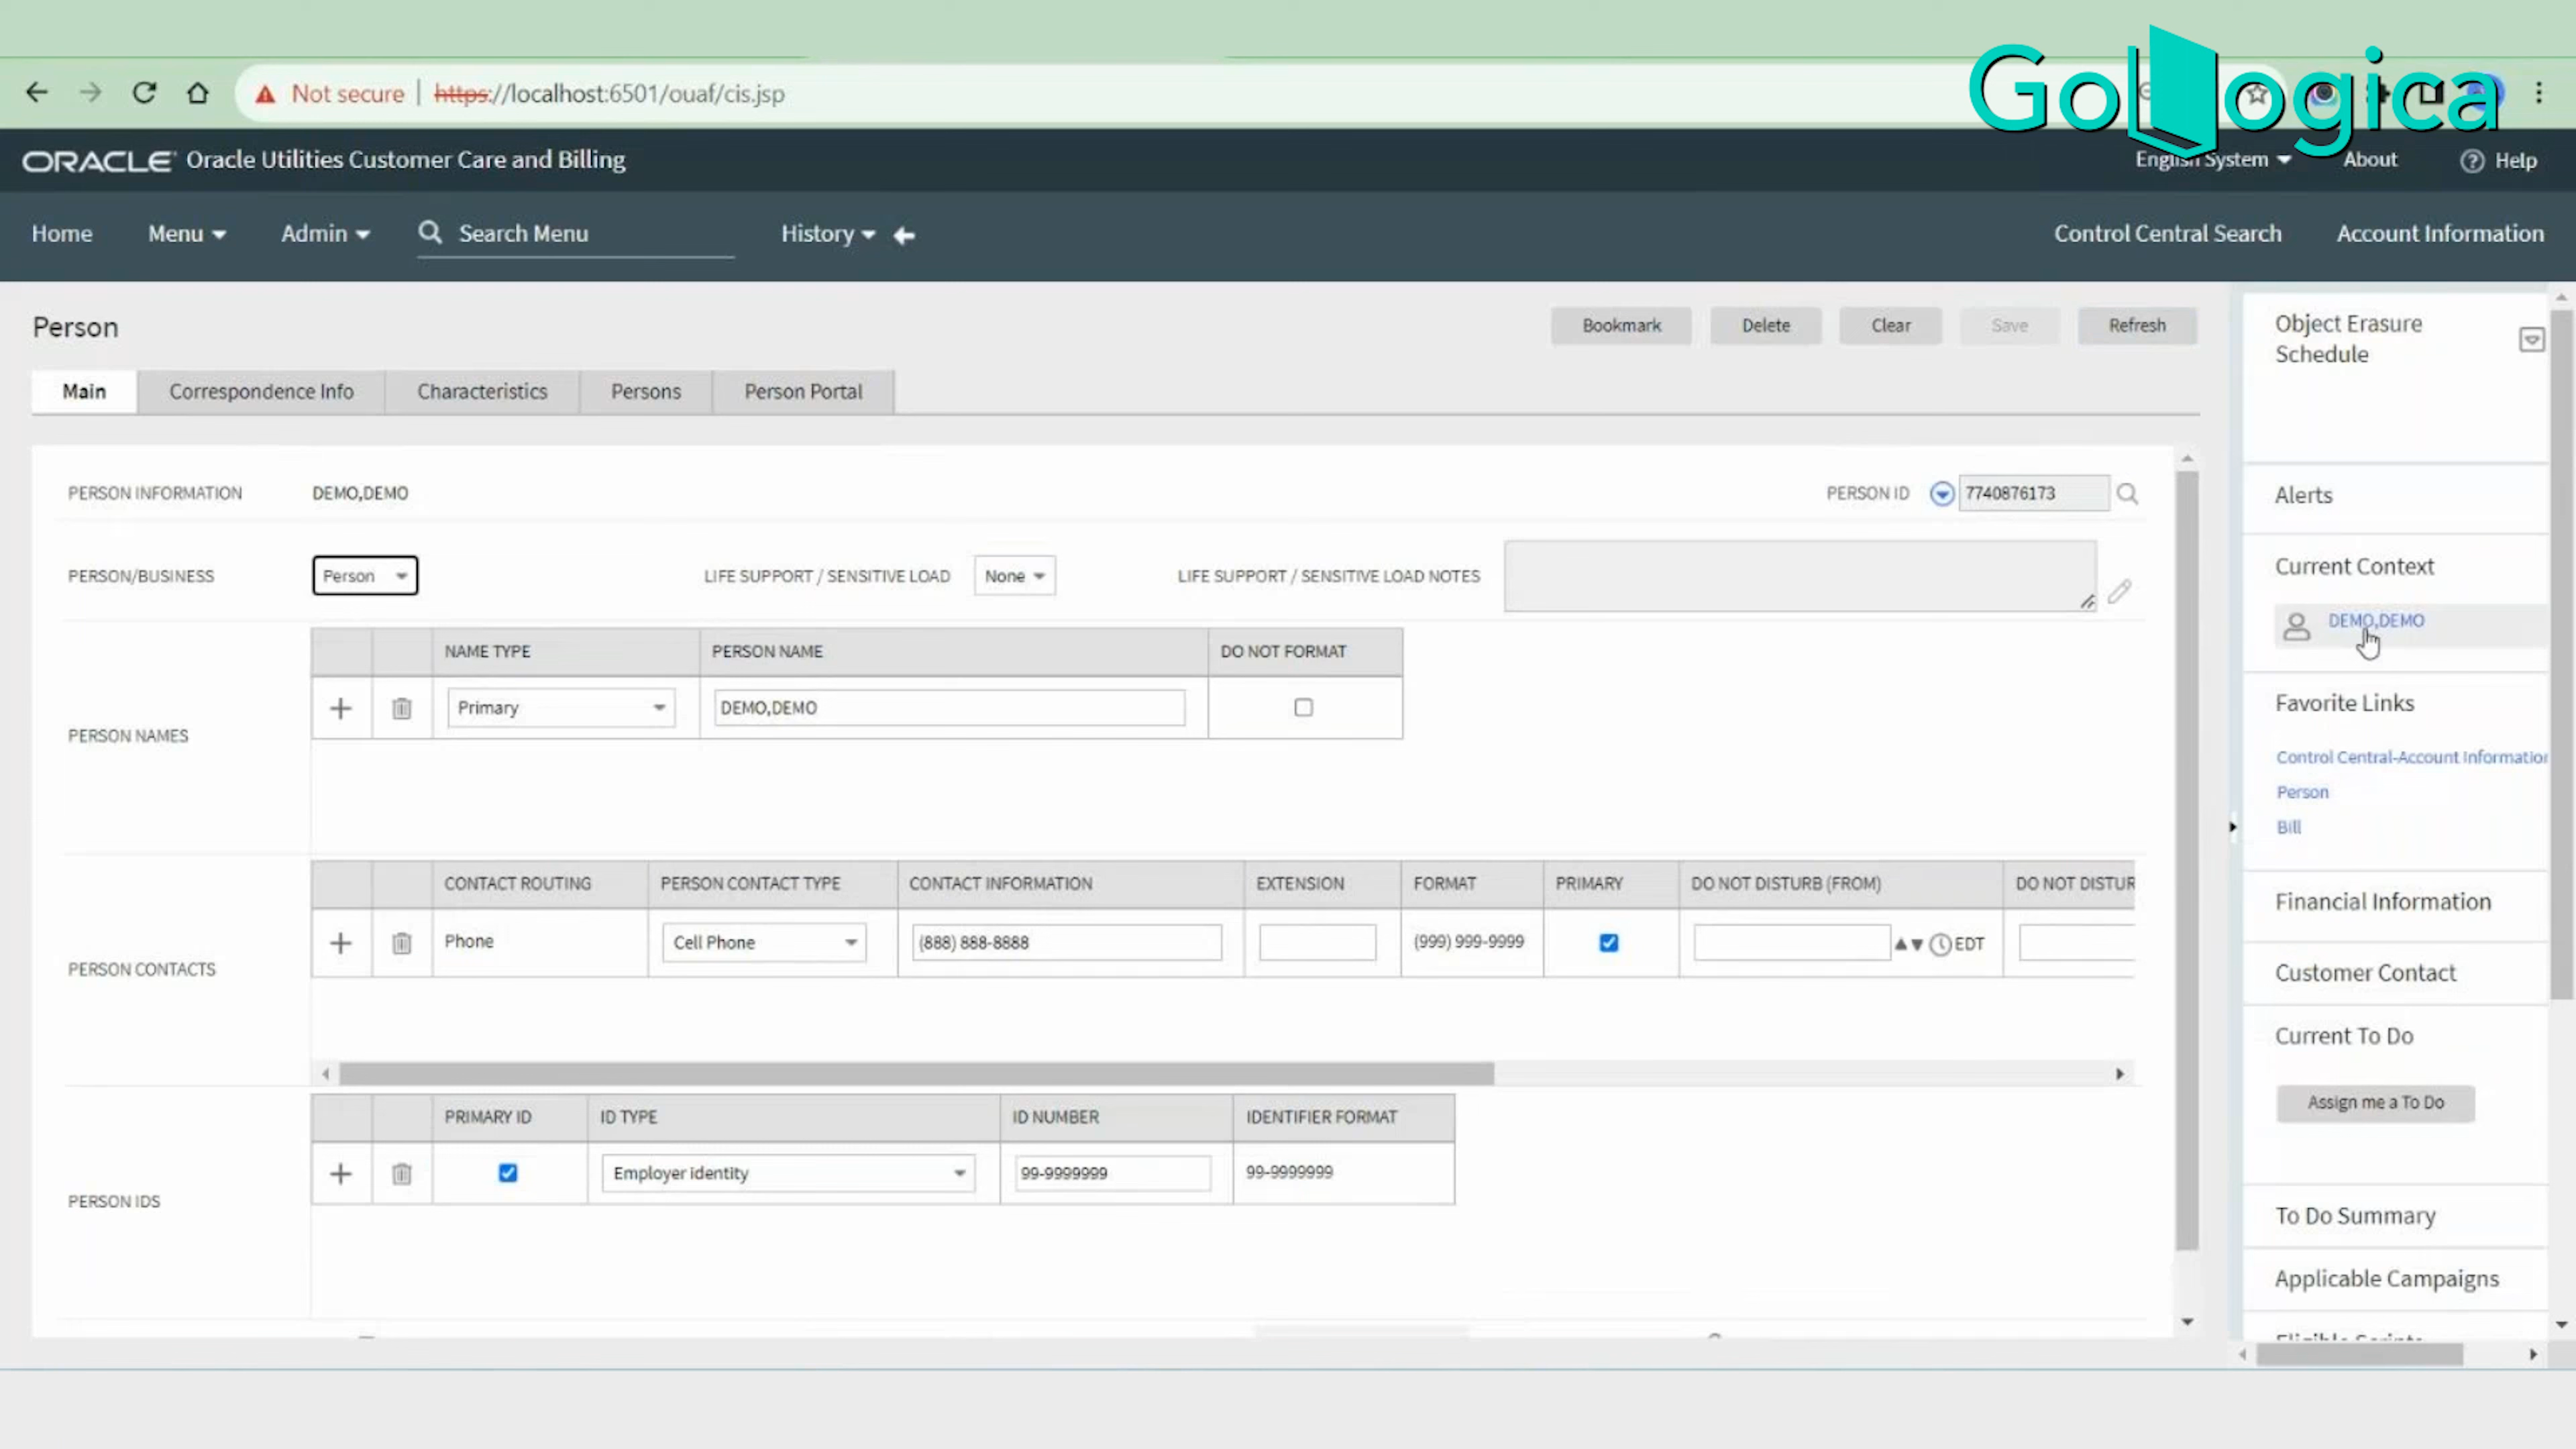 GoLogica
Not secure | https://localhost:6501/ouaf/cis.jsp
ORACLE Oracle Utilities Customer Care and Billing
English System About Help
Home Menu Admin Search Menu History Control Central Search Account Information
Person
Bookmark Delete Clear Save Refresh
Main Correspondence Info Characteristics Persons Person Portal
PERSON INFORMATION DEMO,DEMO PERSON ID 7740876173
PERSON/BUSINESS Person LIFE SUPPORT / SENSITIVE LOAD None LIFE SUPPORT / SENSITIVE LOAD NOTES
NAME TYPE PERSON NAME DO NOT FORMAT
PERSON NAMES
Primary DEMO,DEMO
CONTACT ROUTING PERSON CONTACT TYPE CONTACT INFORMATION EXTENSION FORMAT PRIMARY DO NOT DISTURB (FROM) DO NOT DISTUR
PERSON CONTACTS
Phone Cell Phone (888) 888-8888 (999) 999-9999 EDT
PRIMARY ID ID TYPE ID NUMBER IDENTIFIER FORMAT
PERSON IDS
Employer identity 99-9999999 99-9999999
Object Erasure
Schedule
Alerts
Current Context
DEMO,DEMO
Favorite Links
Control Central-Account Information
Person
Bill
Financial Information
Customer Contact
Current To Do
Assign me a To Do
To Do Summary
Applicable Campaigns